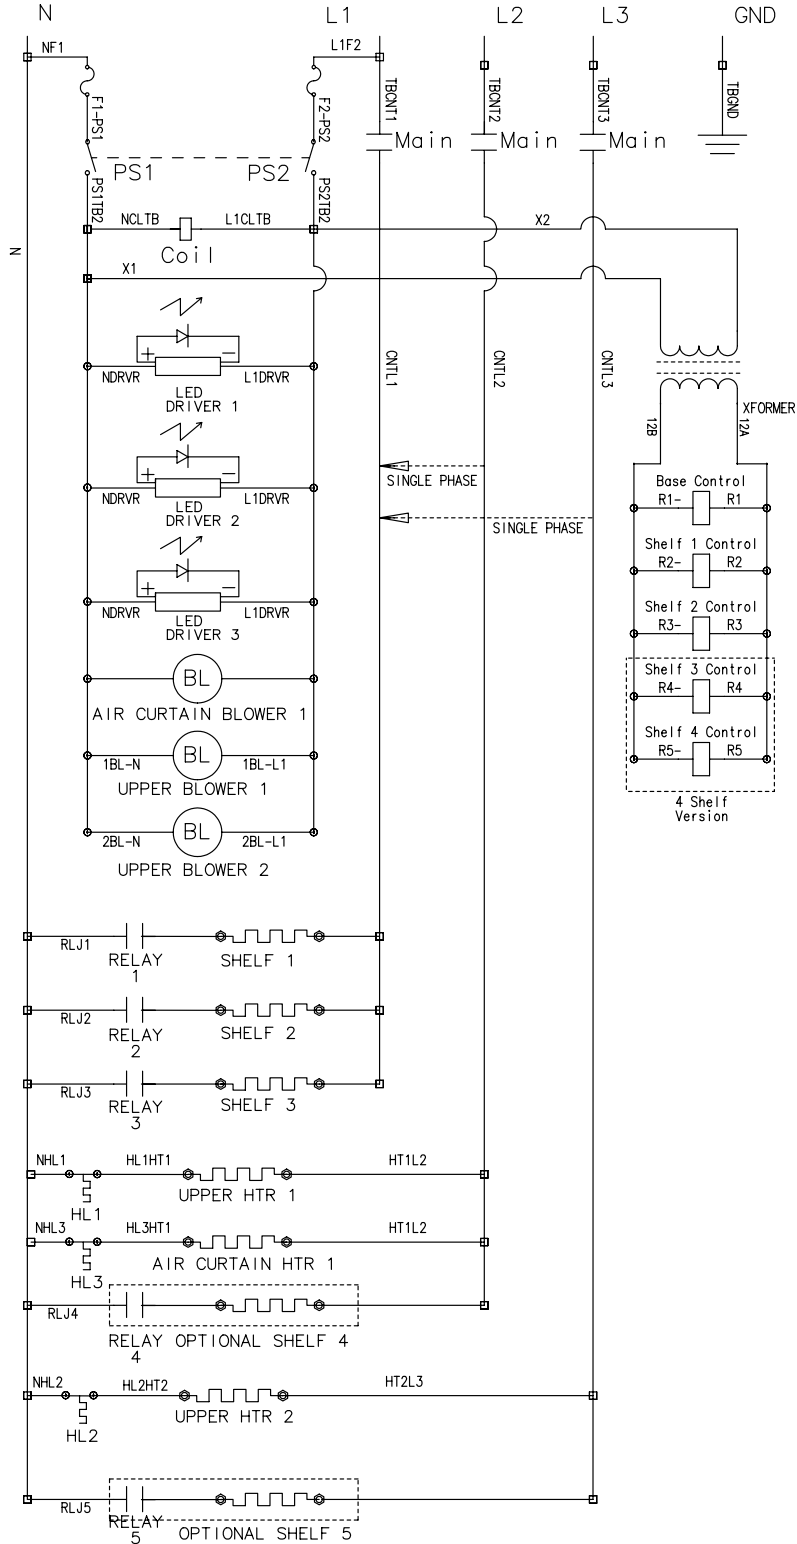 N L1 L2 L3 GND
NF1 L1F2
F1-PS1 F2-PS2 TBCNT1 TBCNT2 TBCNT3 TBGND
Main Main Main
PS1 PS2
PS1TB2 PS2TB2
NCLTB L1CLTB X2
Coil
N
X1
+ −
NDRVR L1DRVR
LED
DRIVER 1
CNTL1 CNTL2 CNTL3
XFORMER
12B 12A
+ −
NDRVR L1DRVR
LED
DRIVER 2
SINGLE PHASE
SINGLE PHASE
Base Control
R1- R1
Shelf 1 Control
R2- R2
+ −
NDRVR L1DRVR
LED
DRIVER 3
Shelf 2 Control
R3- R3
Shelf 3 Control
R4- R4
Shelf 4 Control
R5- R5
4 Shelf
Version
BL
AIR CURTAIN BLOWER 1
BL
1BL-N 1BL-L1
UPPER BLOWER 1
BL
2BL-N 2BL-L1
UPPER BLOWER 2
RLJ1
RELAY
1
SHELF 1
RLJ2
RELAY
2
SHELF 2
RLJ3
RELAY
3
SHELF 3
NHL1 HL1HT1 HT1L2
HL1
UPPER HTR 1
NHL3 HL3HT1 HT1L2
HL3
AIR CURTAIN HTR 1
RLJ4
RELAY
4
OPTIONAL SHELF 4
NHL2 HL2HT2 HT2L3
HL2
UPPER HTR 2
RLJ5
RELAY
5
OPTIONAL SHELF 5